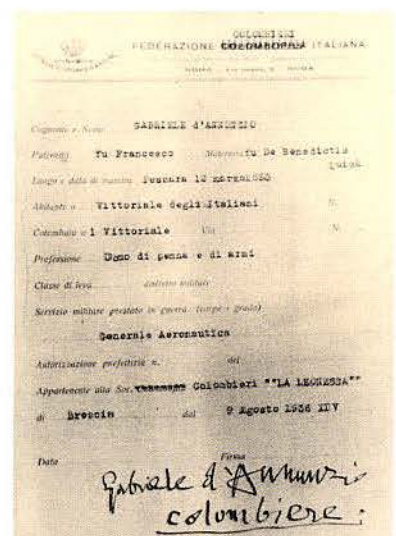 COLOMBIERI
FEDERAZIONE COLOMBOFILA ITALIANA
ROMA
Cognome e Nome GABRIELE d'ANNUNZIO
Paternità fu Francesco Maternità fu De Benedictis
Luisa
Luogo e data di nascita Pescara 12 marzo 1863
Abitante a Vittoriale degli Italiani N.
Colombaia a l Vittoriale Via N.
Professione Uomo di penna e di armi
Classe di leva distretto militare
Servizio militare prestato in guerra (corpo e grado)
Generale Aeronautica
Autorizzazione prefettizia n. del
Appartenente alla Soc. Colombieri ""LA LEONESSA""
di Brescia dal 9 Agosto 1936 XIV
Data Firma
Gabriele d'Annunzio
colombiere.